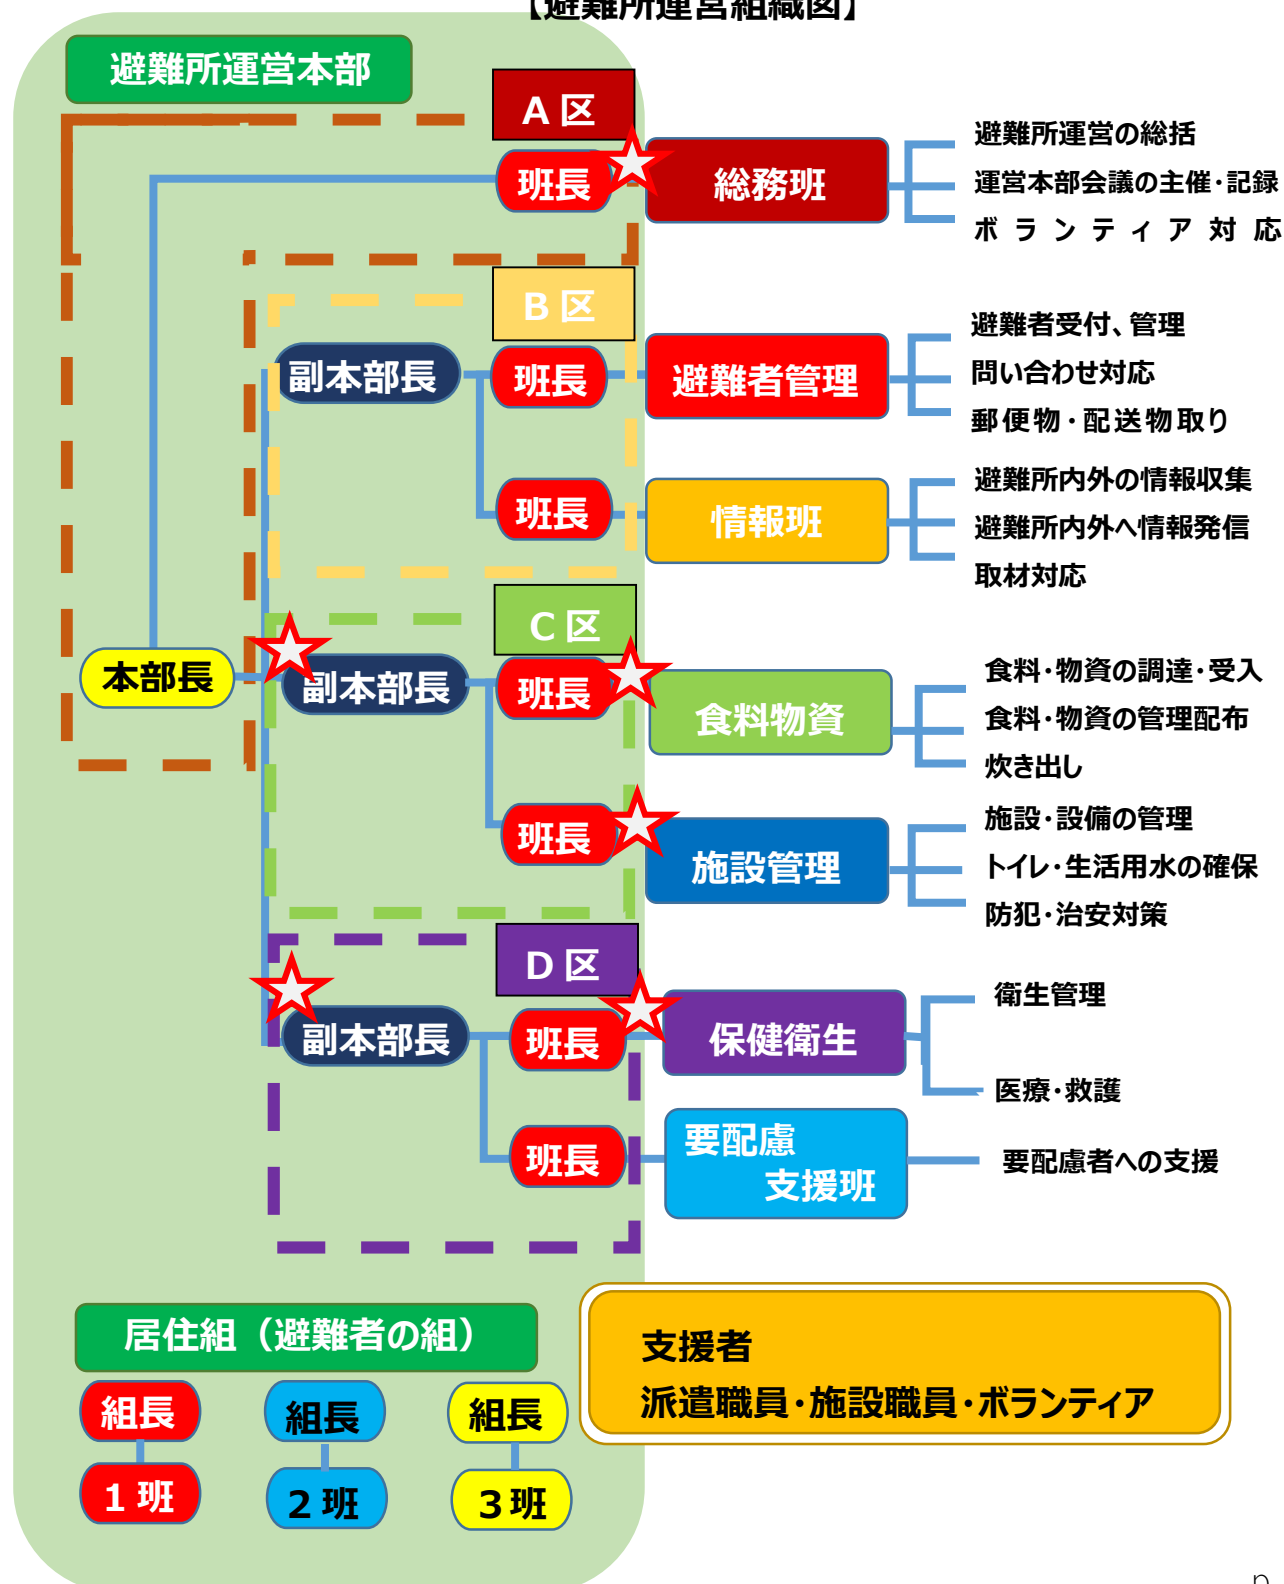 【避難所運営組織図】
避難所運営本部
A 区
班長
総務班
避難所運営の総括
運営本部会議の主催・記録
ボランティア対応
B 区
副本部長
班長
避難者管理
避難者受付、管理
問い合わせ対応
郵便物・配送物取り
班長
情報班
避難所内外の情報収集
避難所内外へ情報発信
取材対応
本部長
C 区
副本部長
班長
食料物資
食料・物資の調達・受入
食料・物資の管理配布
炊き出し
班長
施設管理
施設・設備の管理
トイレ・生活用水の確保
防犯・治安対策
D 区
副本部長
班長
保健衛生
衛生管理
医療・救護
班長
要配慮
支援班
要配慮者への支援
居住組（避難者の組）
組長
組長
組長
1 班
2 班
3 班
支援者
派遣職員・施設職員・ボランティア